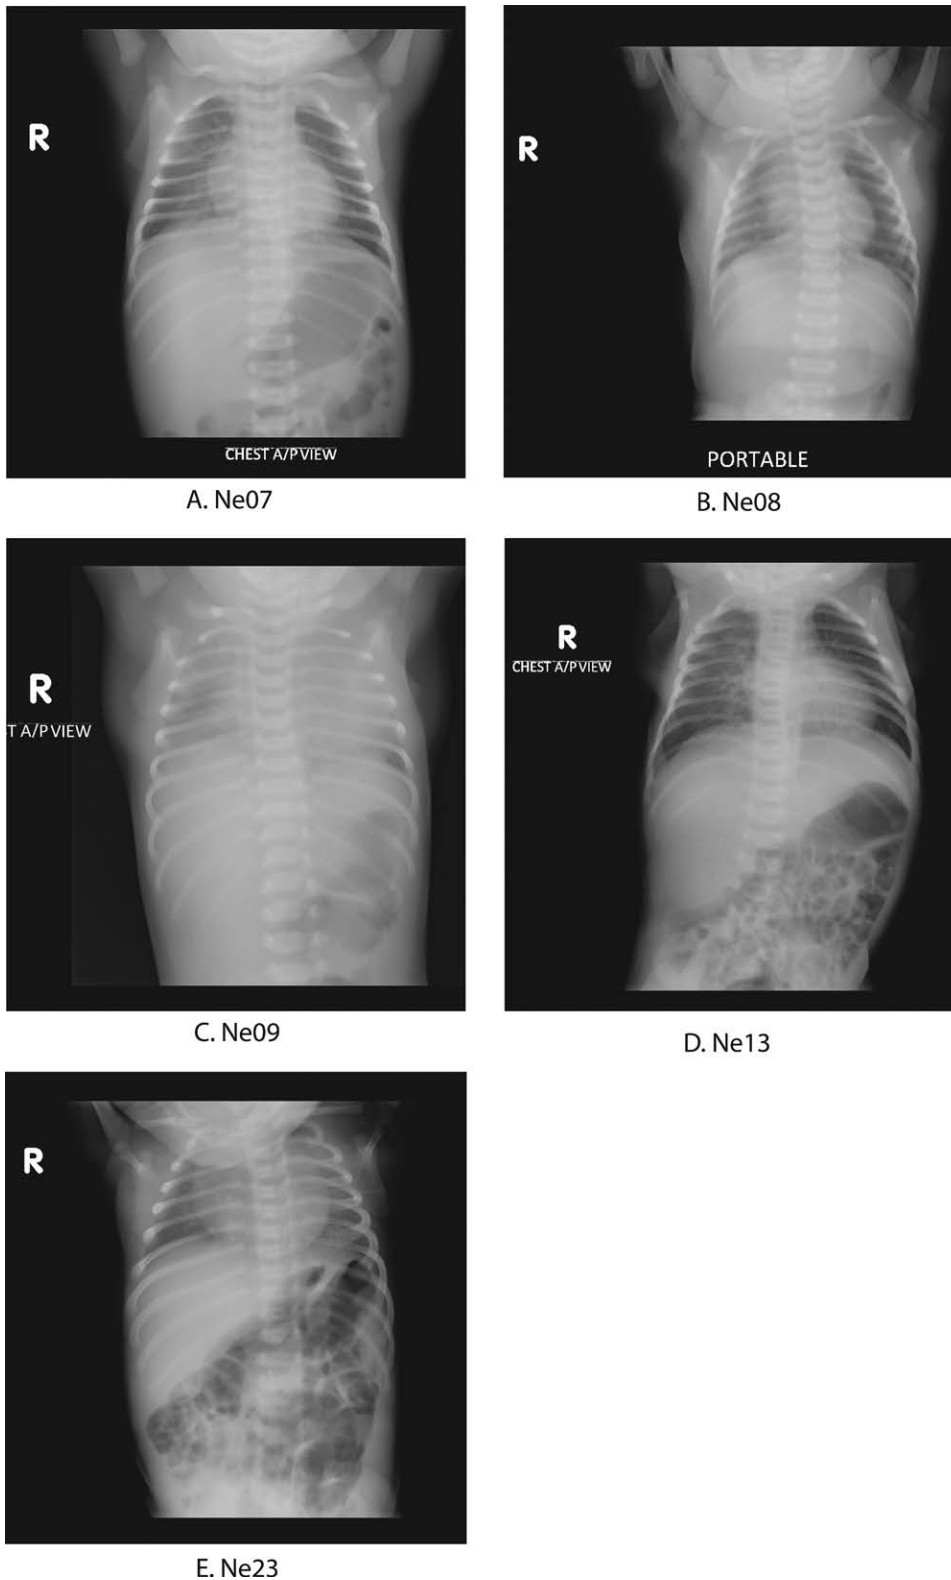 R
CHEST A/P VIEW
A. Ne07
R
PORTABLE
B. Ne08
R
T A/P VIEW
C. Ne09
R
CHEST A/P VIEW
D. Ne13
R
E. Ne23